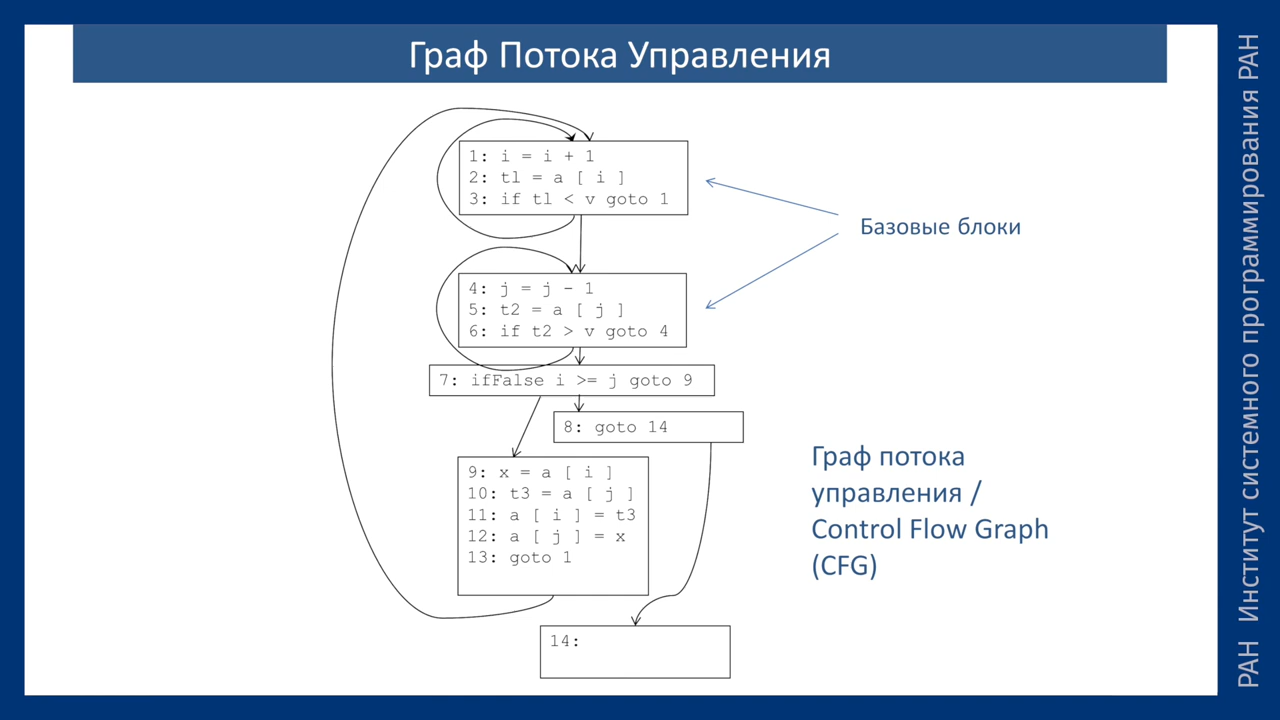 Граф Потока Управления
1: i = i + 1
2: tl = a [ i ]
3: if tl < v goto 1
4: j = j - 1
5: t2 = a [ j ]
6: if t2 > v goto 4
7: ifFalse i >= j goto 9
8: goto 14
9: x = a [ i ]
10: t3 = a [ j ]
11: a [ i ] = t3
12: a [ j ] = x
13: goto 1
14:
Базовые блоки
Граф потока
управления /
Control Flow Graph
(CFG)
РАН Институт системного программирования РАН